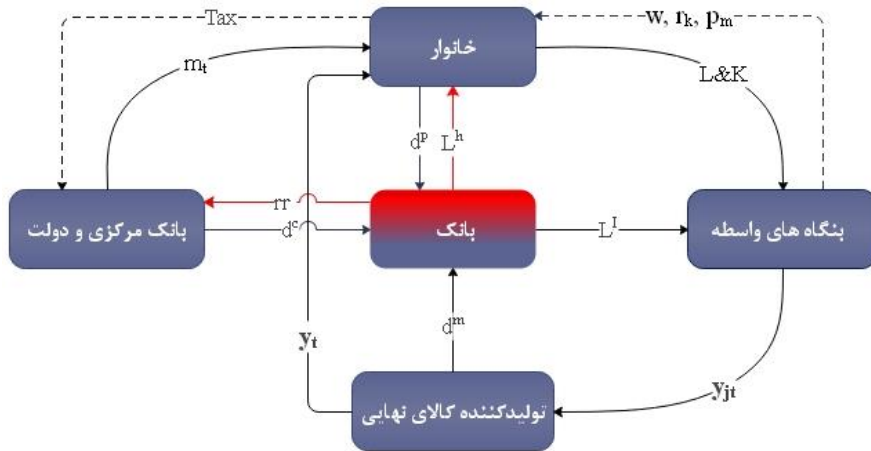 Tax
خانوار
w, rₖ, pₘ
mₜ
L&K
dᵖ
Lʰ
بانک مرکزی و دولت
rr
dᶜ
بانک
Lᴵ
بنگاه های واسطه
yₜ
dᵐ
تولیدکننده کالای نهایی
yⱼₜ